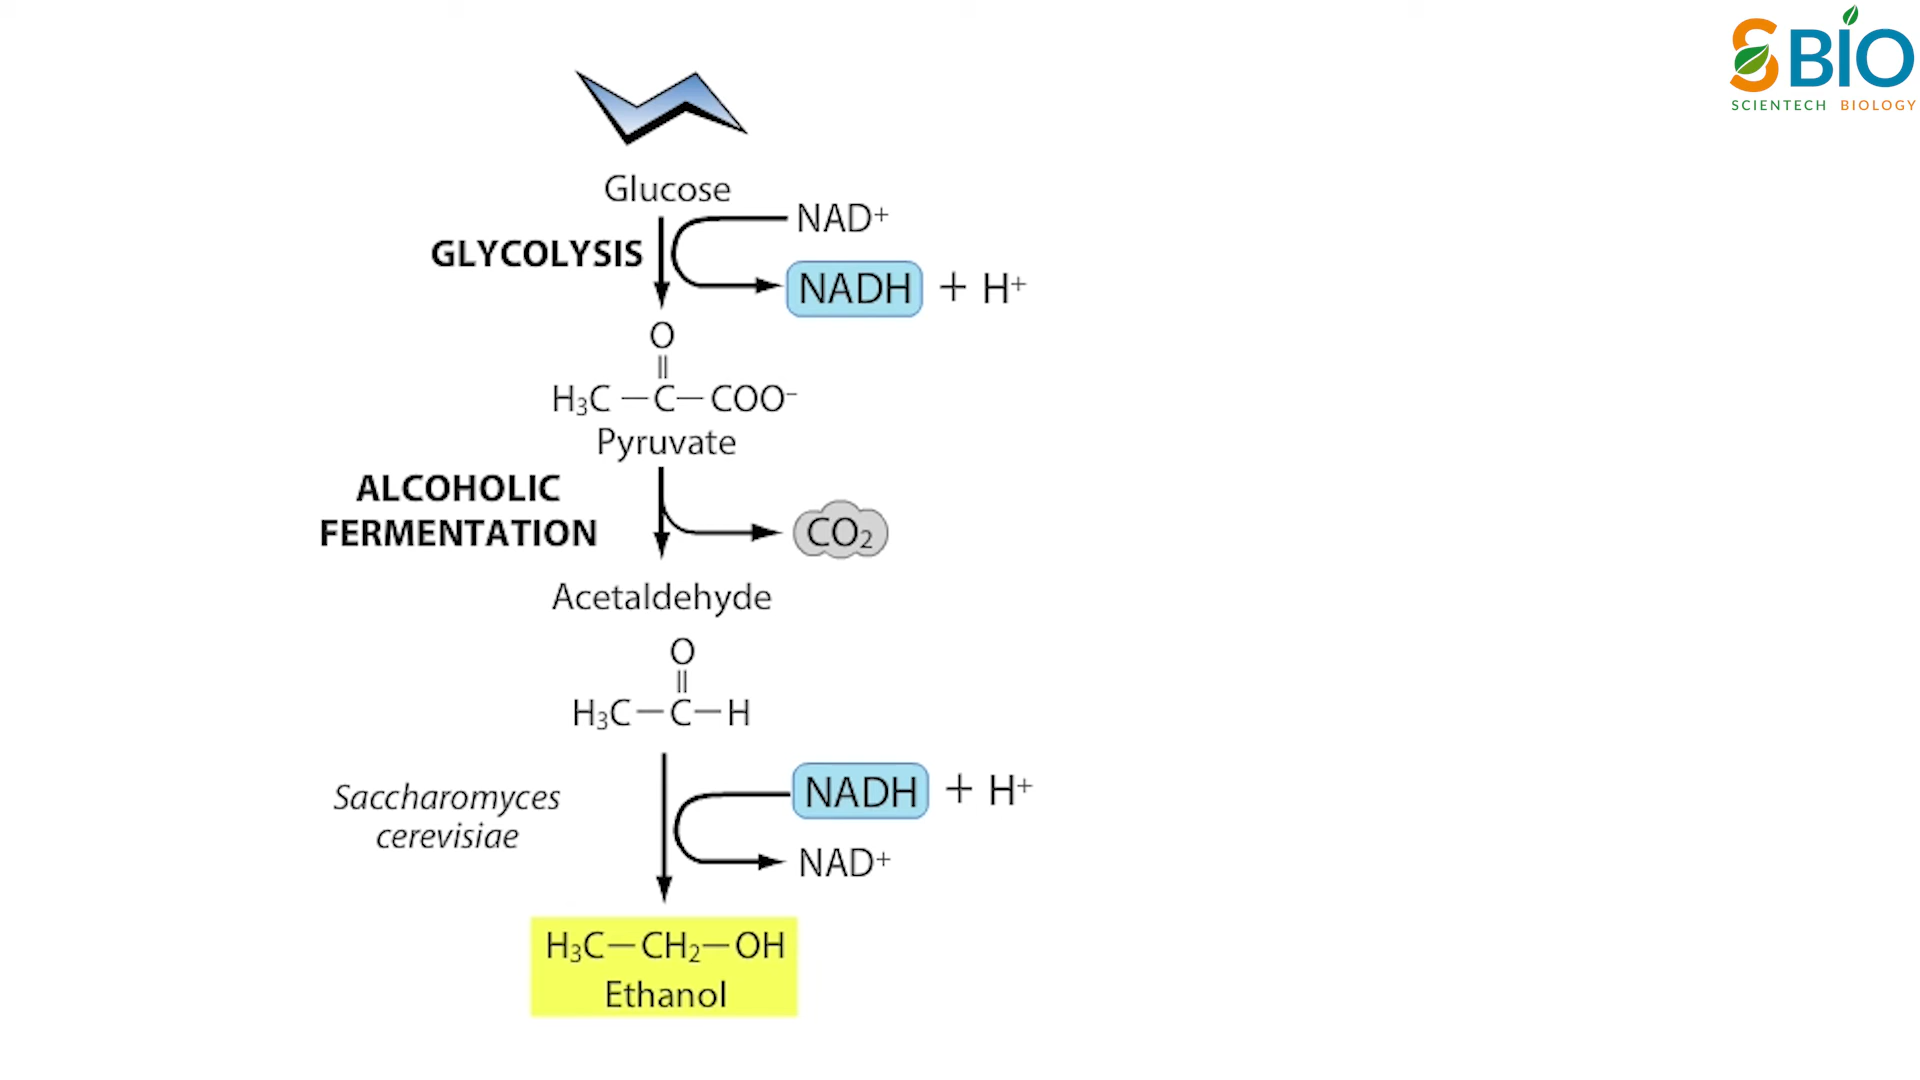 SBIO
SCIENTECH BIOLOGY
Glucose
NAD⁺
GLYCOLYSIS
NADH + H⁺
O
H₃C — C — COO⁻
Pyruvate
ALCOHOLIC
FERMENTATION
CO₂
Acetaldehyde
O
H₃C — C — H
NADH + H⁺
Saccharomyces
cerevisiae
NAD⁺
H₃C — CH₂ — OH
Ethanol